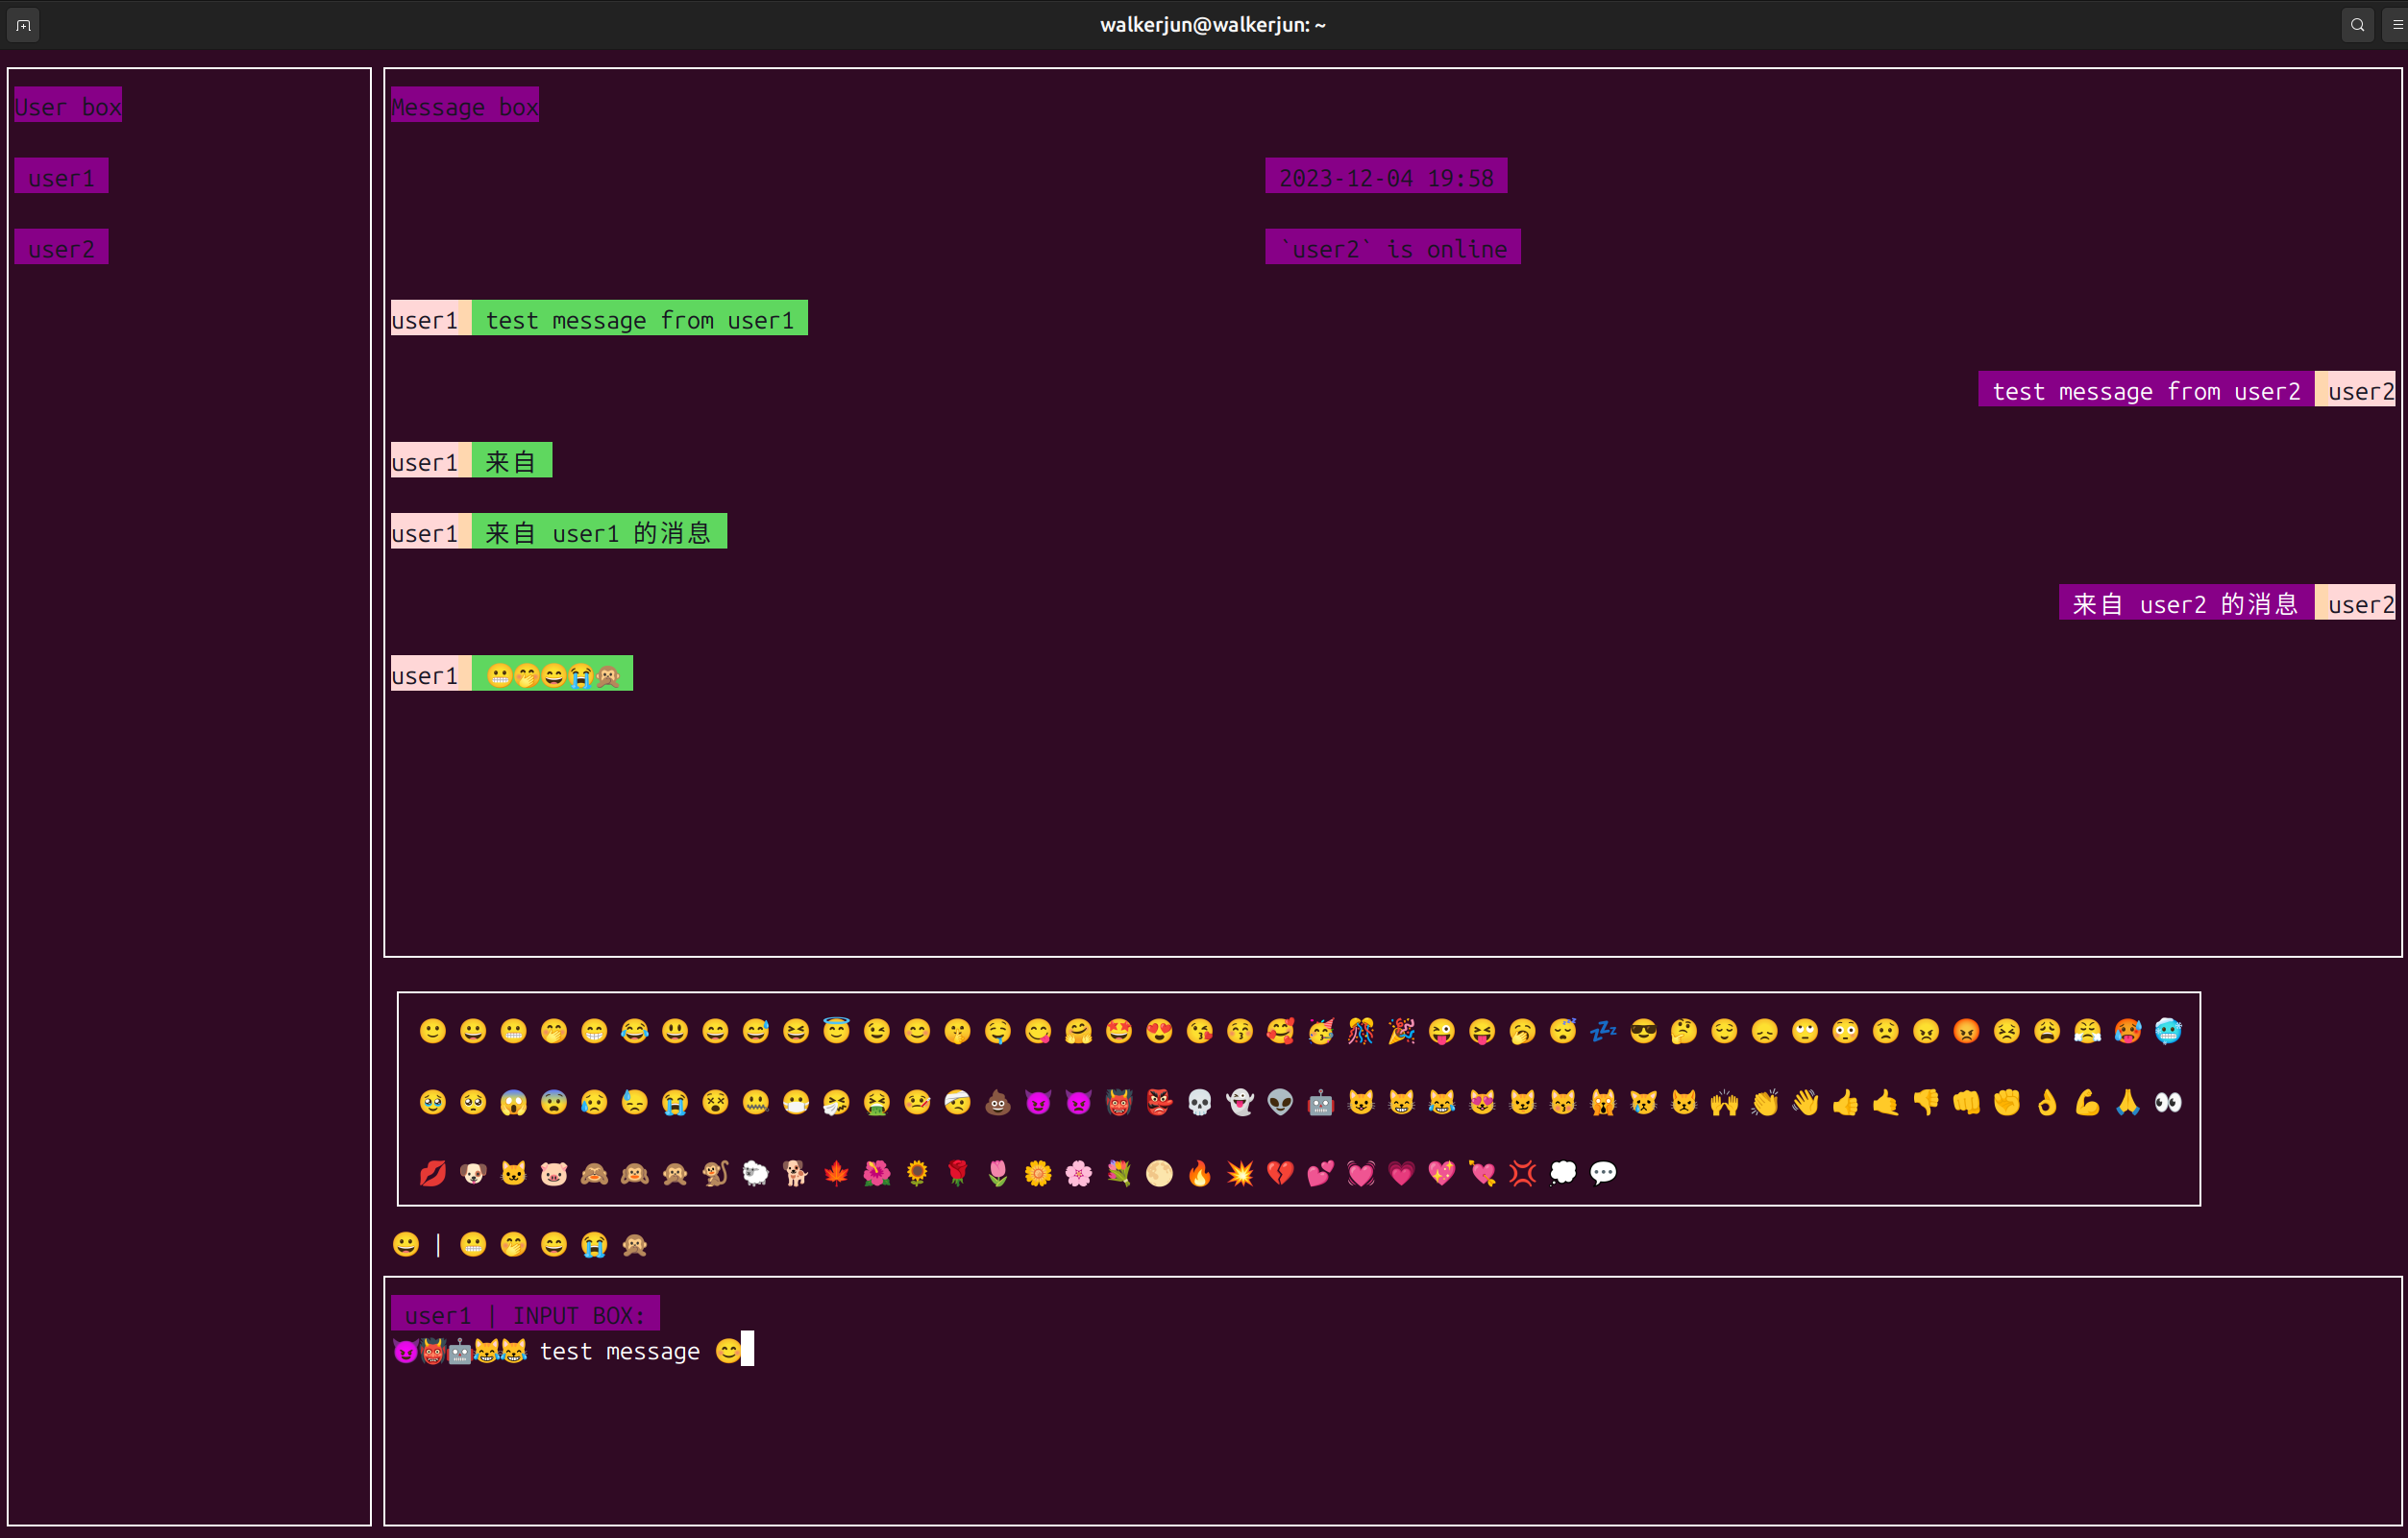 walkerjun@walkerjun: ~
User box
user1
user2
Message box
2023-12-04 19:58
`user2` is online
user1 test message from user1
test message from user2 user2
user1 来自
user1 来自 user1 的消息
来自 user2 的消息 user2
user1 😬🤭😄😭🙊
🙂 😀 😬 🤭 😁 😂 😃 😄 😅 😆 😇 😉 😊 🤫 🤤 😋 🤗 🤩 😍 😘 😚 🥰 🥳 🎊 🎉 😜 😝 🥱 😴 💤 😎 🤔 😌 😞 🙄 😳 😟 😠 😡 😣 😩 😤 🥵 🥶
🥹 🥺 😱 😨 😥 😓 😭 😵 🤐 😷 🤧 🤮 🤒 🤕 💩 😈 👿 👹 👺 💀 👻 👽 🤖 😺 😸 😹 😻 😼 😽 🙀 😿 😾 🙌 👏 👋 👍 🤙 👎 👊 ✊ 👌 💪 🙏 👀
💋 🐶 🐱 🐷 🙈 🙉 🙊 🐒 🐑 🐕 🍁 🌺 🌻 🌹 🌷 🌼 🌸 💐 🌕 🔥 💥 💔 💕 💓 💗 💖 💘 💢 💭 💬
😀 | 😬 🤭 😄 😭 🙊
user1 | INPUT BOX:
😈👹🤖😹😹 test message 😊